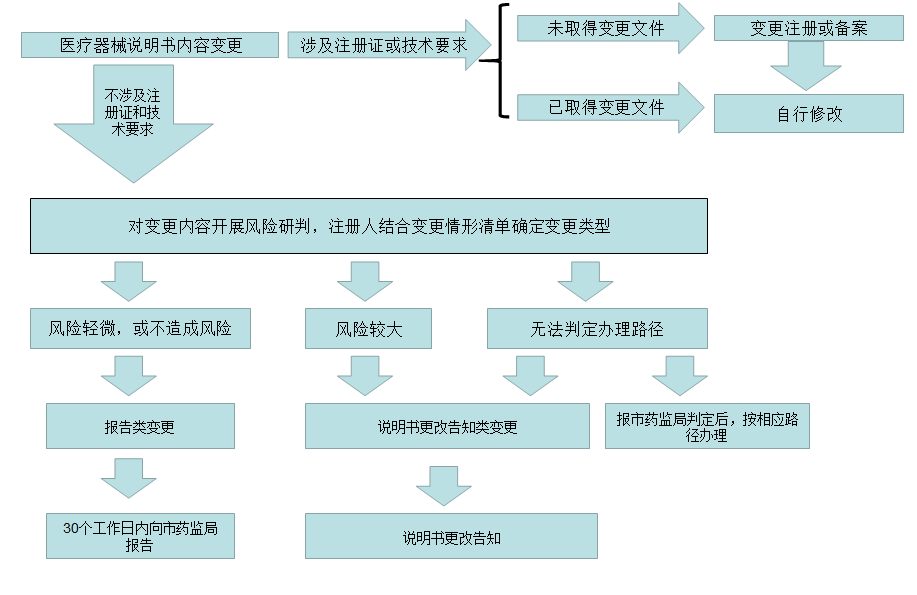 医疗器械说明书内容变更
涉及注册证或技术要求
未取得变更文件
变更注册或备案
已取得变更文件
自行修改
不涉及注
册证和技
术要求
对变更内容开展风险研判，注册人结合变更情形清单确定变更类型
风险轻微，或不造成风险
风险较大
无法判定办理路径
报告类变更
说明书更改告知类变更
报市药监局判定后，按相应路
径办理
30个工作日内向市药监局
报告
说明书更改告知